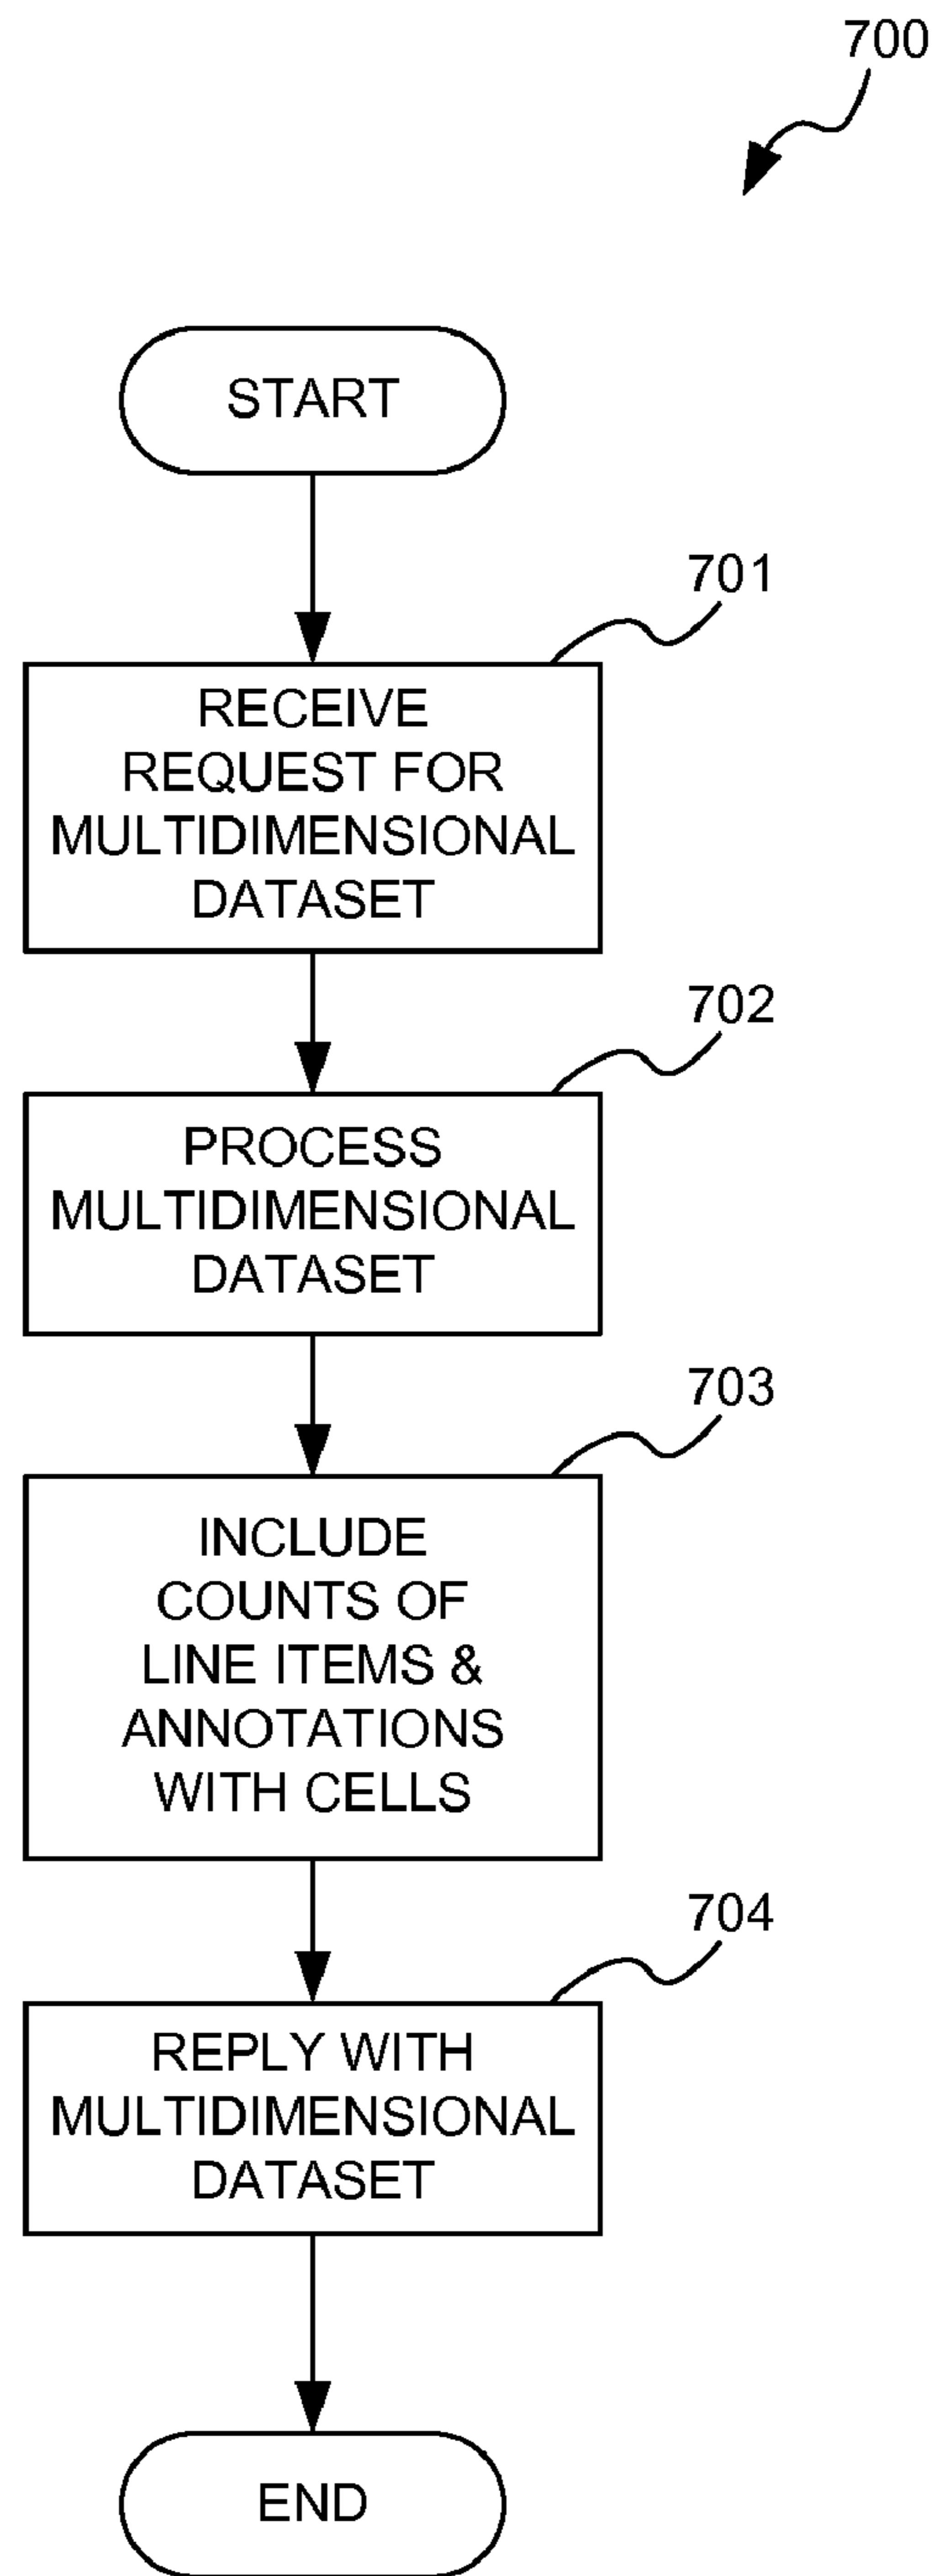 700
START
701
RECEIVE
REQUEST FOR
MULTIDIMENSIONAL
DATASET
702
PROCESS
MULTIDIMENSIONAL
DATASET
703
INCLUDE
COUNTS OF
LINE ITEMS &
ANNOTATIONS
WITH CELLS
704
REPLY WITH
MULTIDIMENSIONAL
DATASET
END